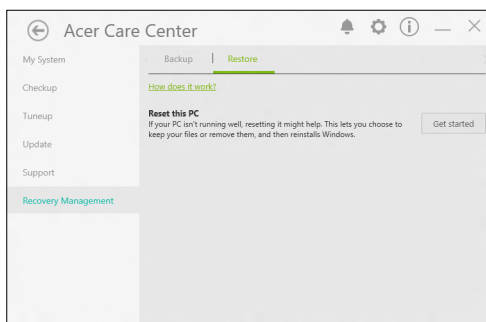 Acer Care Center
My System
Backup | Restore
Checkup
How does it work?
Tuneup
Reset this PC
If your PC isn't running well, resetting it might help. This lets you choose to
keep your files or remove them, and then reinstalls Windows.
Get started
Update
Support
Recovery Management